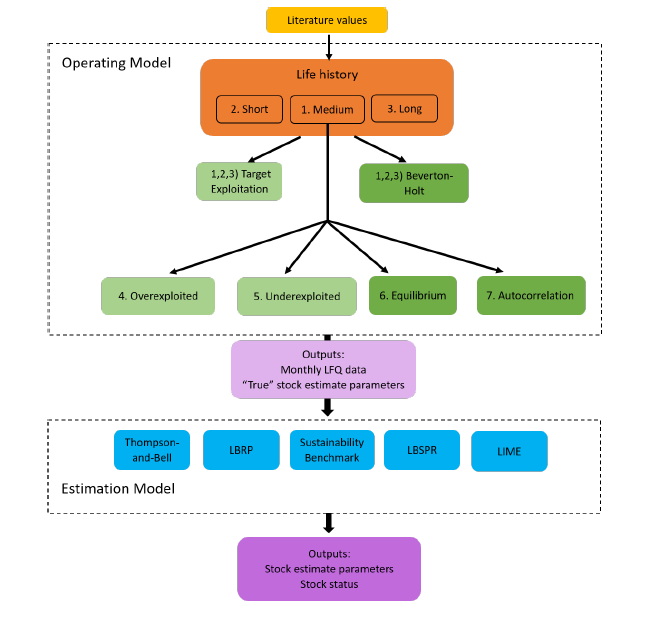 Literature values
Operating Model
Life history
2. Short
1. Medium
3. Long
1,2,3) Target
Exploitation
1,2,3) Beverton-
Holt
4. Overexploited
5. Underexploited
6. Equilibrium
7. Autocorrelation
Outputs:
Monthly LFQ data
“True” stock estimate parameters
Thompson-
and-Bell
LBRP
Sustainability
Benchmark
LBSPR
LIME
Estimation Model
Outputs:
Stock estimate parameters
Stock status